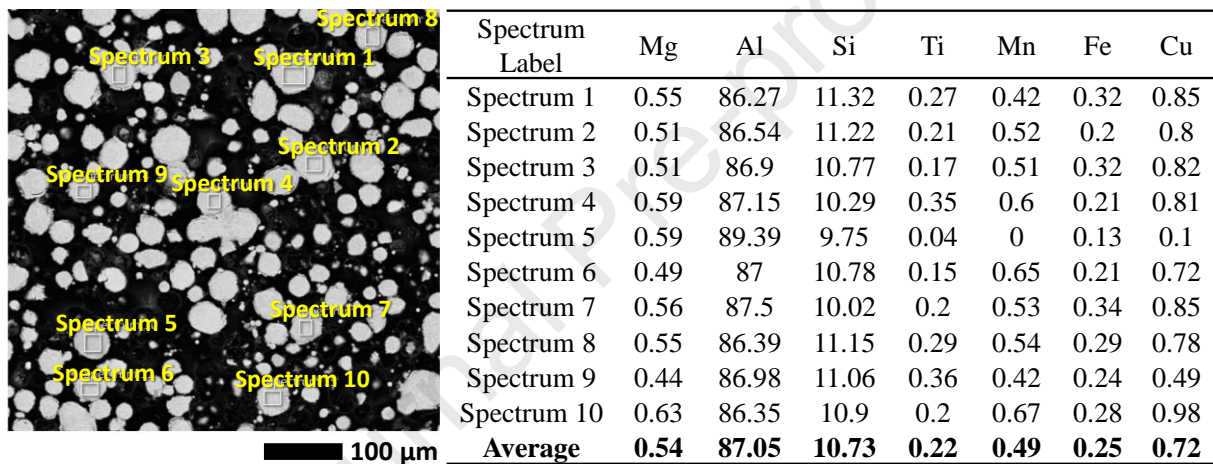 Spectrum 8
Spectrum 3
Spectrum 1
Spectrum 2
Spectrum 9
Spectrum 4
Spectrum 7
Spectrum 5
Spectrum 6
Spectrum 10
100 µm
Spectrum Label Mg Al Si Ti Mn Fe Cu
Spectrum 1 0.55 86.27 11.32 0.27 0.42 0.32 0.85
Spectrum 2 0.51 86.54 11.22 0.21 0.52 0.2 0.8
Spectrum 3 0.51 86.9 10.77 0.17 0.51 0.32 0.82
Spectrum 4 0.59 87.15 10.29 0.35 0.6 0.21 0.81
Spectrum 5 0.59 89.39 9.75 0.04 0 0.13 0.1
Spectrum 6 0.49 87 10.78 0.15 0.65 0.21 0.72
Spectrum 7 0.56 87.5 10.02 0.2 0.53 0.34 0.85
Spectrum 8 0.55 86.39 11.15 0.29 0.54 0.29 0.78
Spectrum 9 0.44 86.98 11.06 0.36 0.42 0.24 0.49
Spectrum 10 0.63 86.35 10.9 0.2 0.67 0.28 0.98
Average 0.54 87.05 10.73 0.22 0.49 0.25 0.72